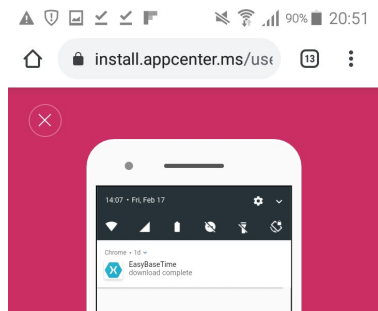 90% 20:51
install.appcenter.ms/use
13
14:07 • Fri, Feb 17
Chrome • 1d
EasyBaseTime
download complete